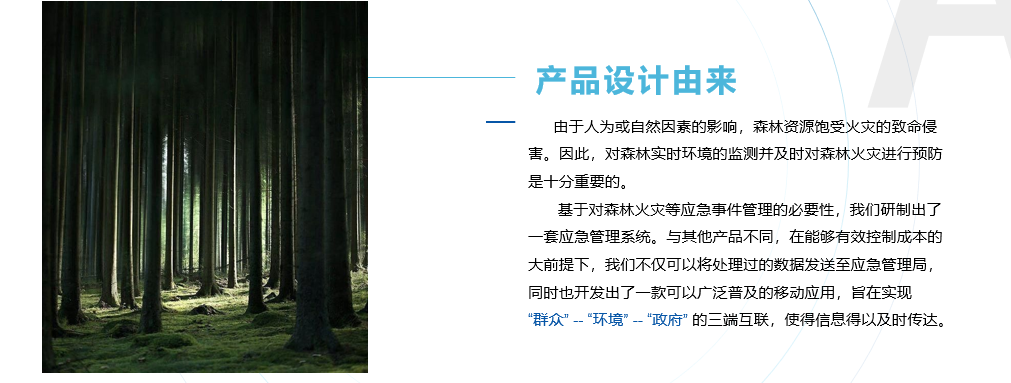 产品设计由来
由于人为或自然因素的影响，森林资源饱受火灾的致命侵
害。因此，对森林实时环境的监测并及时对森林火灾进行预防
是十分重要的。
基于对森林火灾等应急事件管理的必要性，我们研制出了
一套应急管理系统。与其他产品不同，在能够有效控制成本的
大前提下，我们不仅可以将处理过的数据发送至应急管理局，
同时也开发出了一款可以广泛普及的移动应用，旨在实现
“群众” -- “环境” -- “政府” 的三端互联，使得信息得以及时传达。